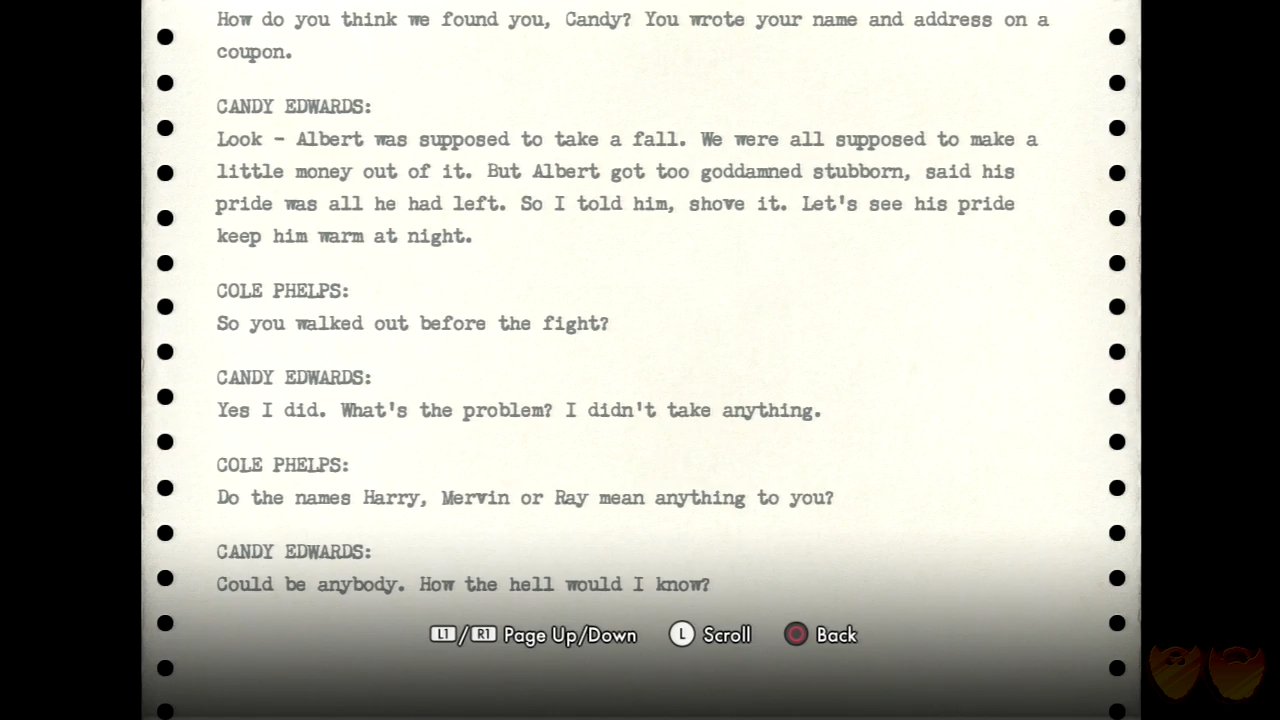 How do you think we found you, Candy? You wrote your name and address on a
coupon.
CANDY EDWARDS:
Look - Albert was supposed to take a fall. We were all supposed to make a
little money out of it. But Albert got too goddamned stubborn, said his
pride was all he had left. So I told him, shove it. Let's see his pride
keep him warm at night.
COLE PHELPS:
So you walked out before the fight?
CANDY EDWARDS:
Yes I did. What's the problem? I didn't take anything.
COLE PHELPS:
Do the names Harry, Mervin or Ray mean anything to you?
CANDY EDWARDS:
Could be anybody. How the hell would I know?
L1/R1 Page Up/Down L Scroll Back